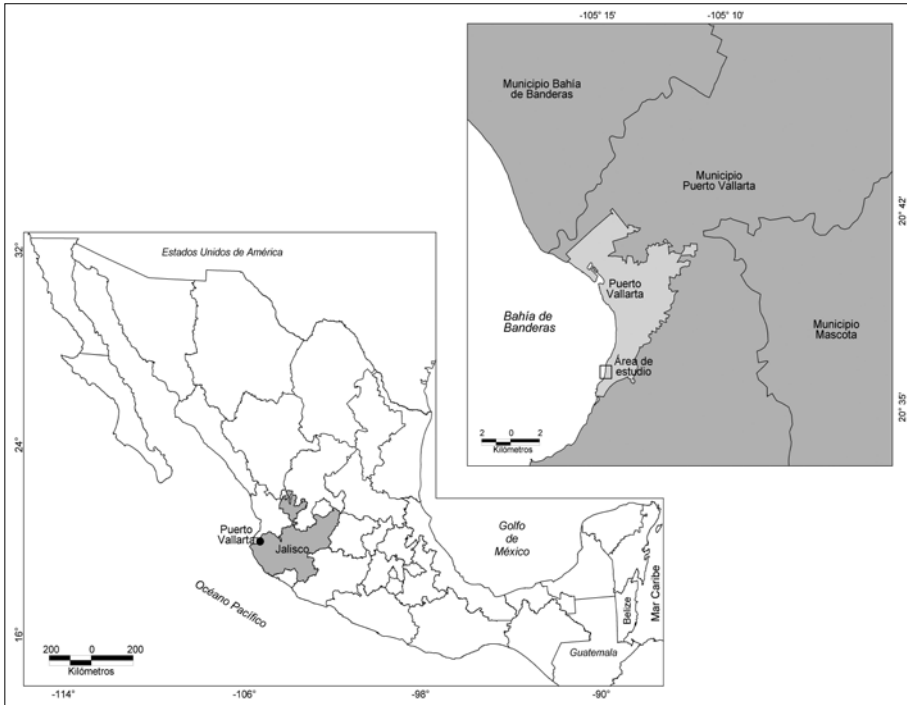 -105° 15'
-105° 10'
Municipio Bahía
de Banderas
Municipio
Puerto Vallarta
20° 42'
Puerto
Vallarta
Bahía de
Banderas
Municipio
Mascota
Área de
estudio
20° 35'
2 0 2
Kilómetros
32°
Estados Unidos de América
24°
Puerto
Vallarta
Jalisco
Golfo
de
México
Océano Pacífico
Mar Caribe
Belize
Guatemala
16°
200 0 200
Kilómetros
-114°
-106°
-98°
-90°